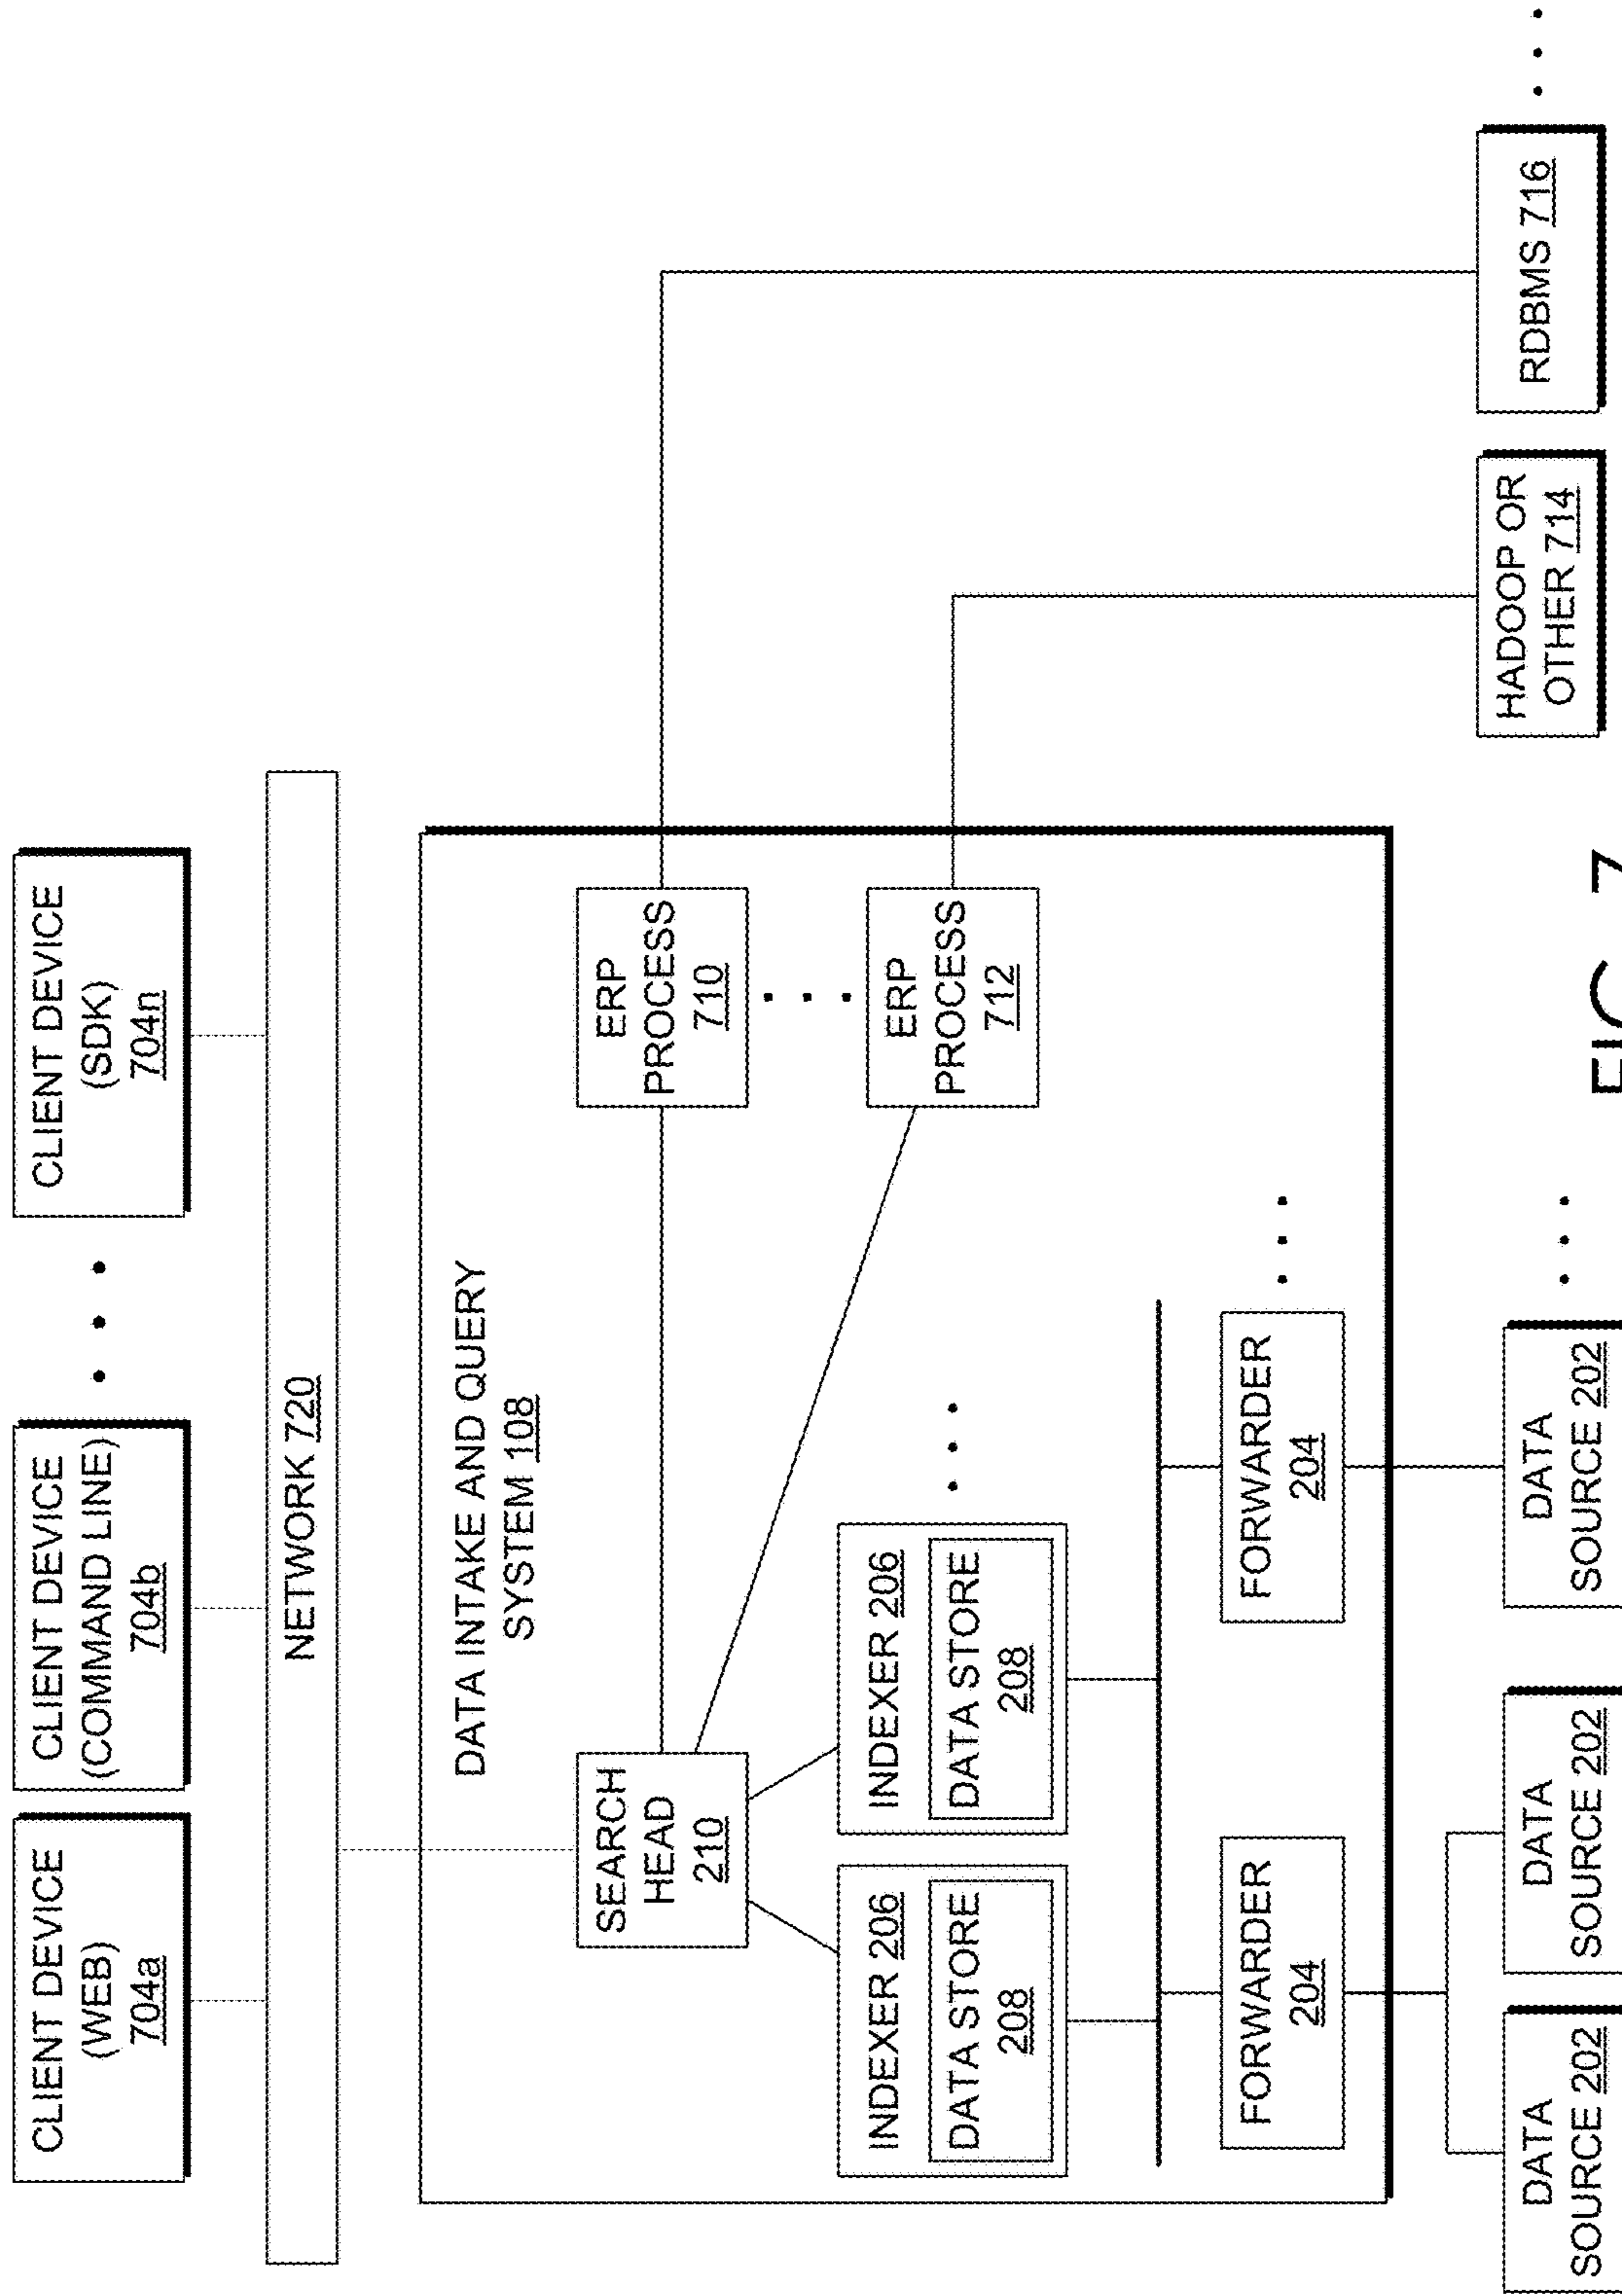 CLIENT DEVICE
(WEB)
704a
CLIENT DEVICE
(COMMAND LINE)
704b
CLIENT DEVICE
(SDK)
704n
NETWORK 720
DATA INTAKE AND QUERY
SYSTEM 108
SEARCH
HEAD
210
ERP
PROCESS
710
ERP
PROCESS
712
INDEXER 206
DATA STORE
208
INDEXER 206
DATA STORE
208
FORWARDER
204
FORWARDER
204
DATA
SOURCE 202
DATA
SOURCE 202
DATA
SOURCE 202
HADOOP OR
OTHER 714
RDBMS 716
FIG. 7